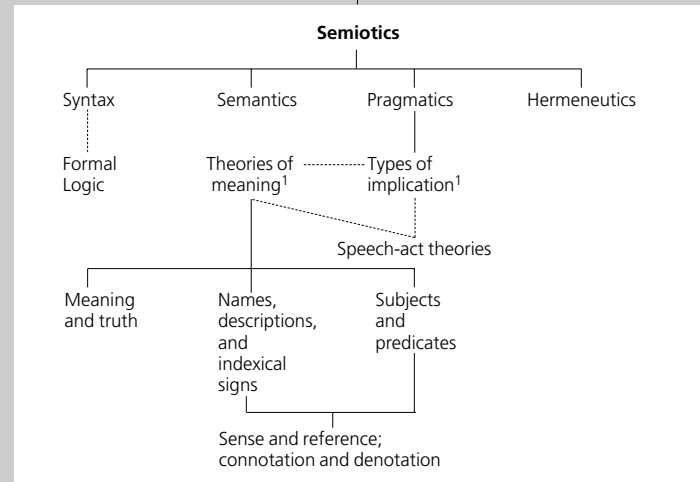 Semiotics
Syntax
Semantics
Pragmatics
Hermeneutics
Formal
Logic
Theories of
meaning1
Types of
implication1
Speech-act theories
Meaning
and truth
Names,
descriptions,
and
indexical
signs
Subjects
and
predicates
Sense and reference;
connotation and denotation